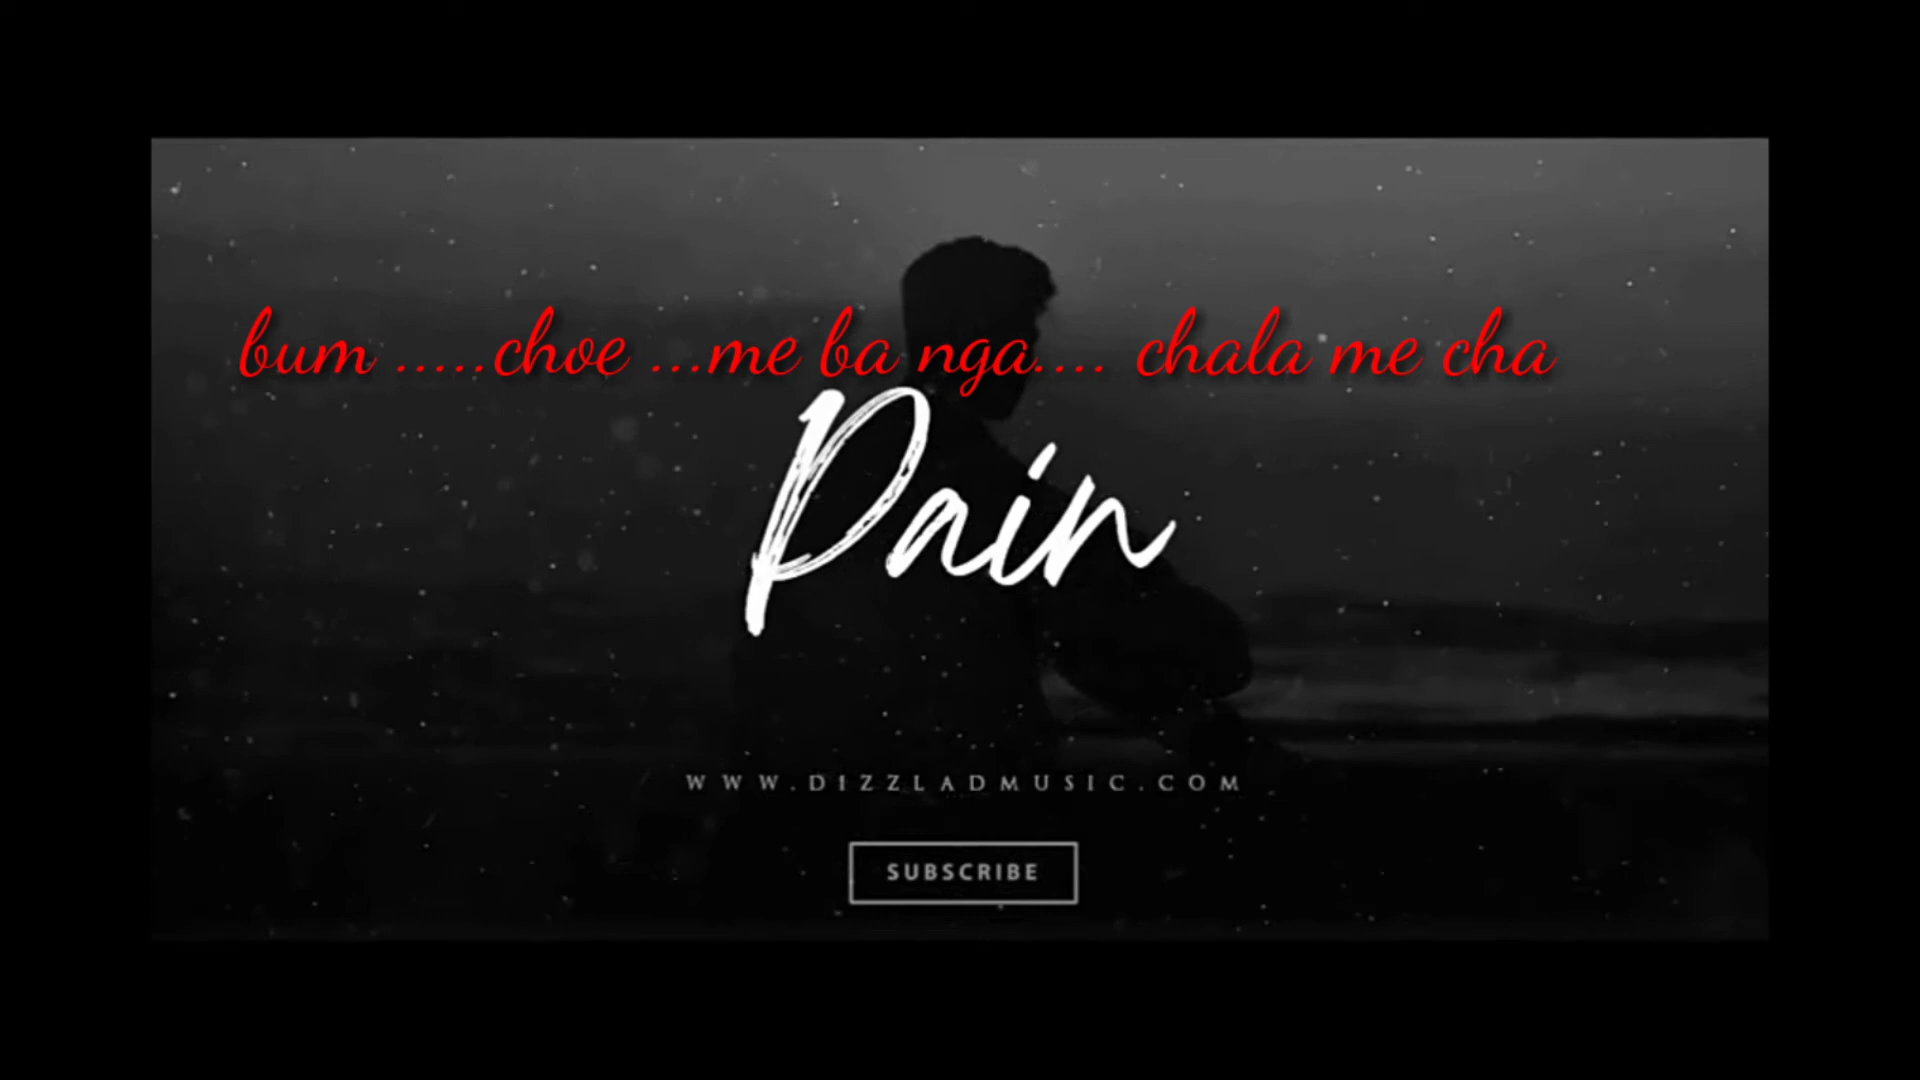 bum .....choe ...me ba nga.... chala me cha
Pain
WWW.DIZZLADMUSIC.COM
SUBSCRIBE